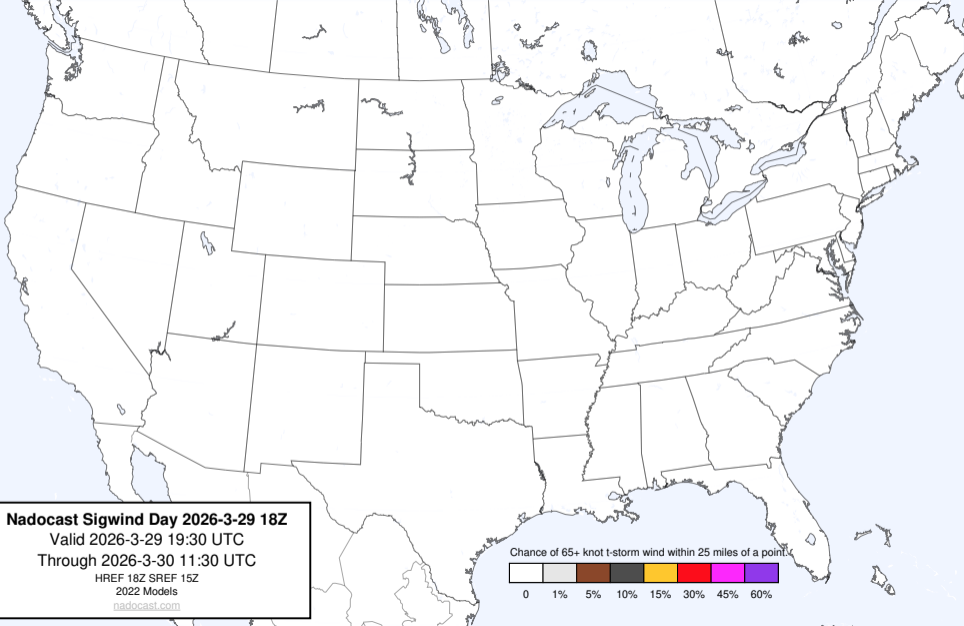 Nadocast Sigwind Day 2026-3-29 18Z
Valid 2026-3-29 19:30 UTC
Through 2026-3-30 11:30 UTC
HREF 18Z SREF 15Z
2022 Models
nadocast.com
Chance of 65+ knot t-storm wind within 25 miles of a point.
0 1% 5% 10% 15% 30% 45% 60%